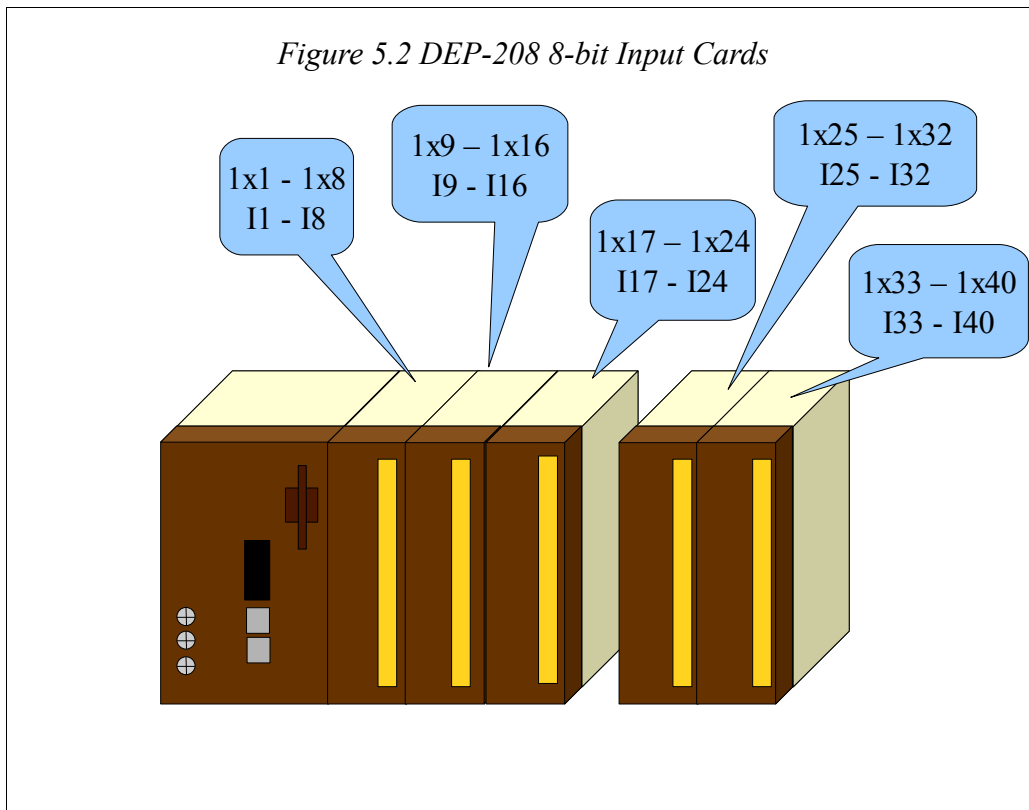 Figure 5.2 DEP-208 8-bit Input Cards
1x1 - 1x8
I1 - I8
1x9 – 1x16
I9 - I16
1x17 – 1x24
I17 - I24
1x25 – 1x32
I25 - I32
1x33 – 1x40
I33 - I40